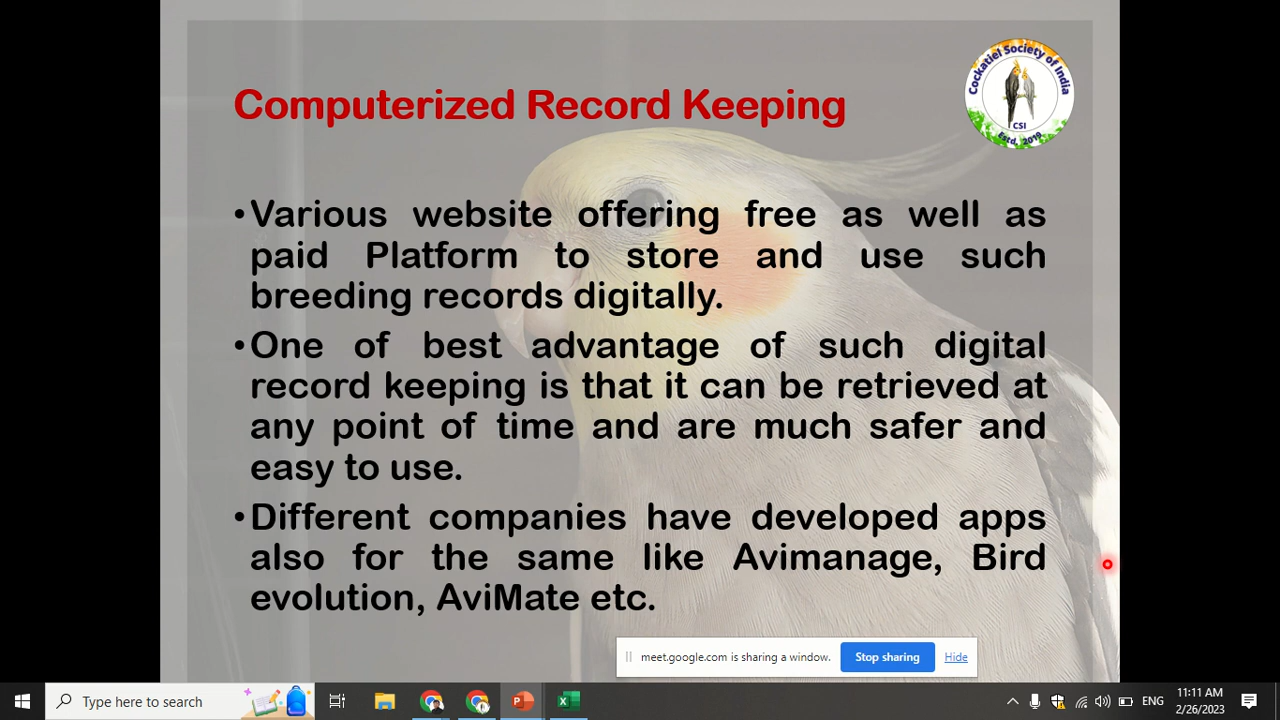 Cockatiel Society of India
CSI
Estd, 2019
Computerized Record Keeping
•Various website offering free as well as
paid Platform to store and use such
breeding records digitally.
•One of best advantage of such digital
record keeping is that it can be retrieved at
any point of time and are much safer and
easy to use.
•Different companies have developed apps
also for the same like Avimanage, Bird
evolution, AviMate etc.
meet.google.com is sharing a window. Stop sharing Hide
Type here to search
ENG
11:11 AM
2/26/2023